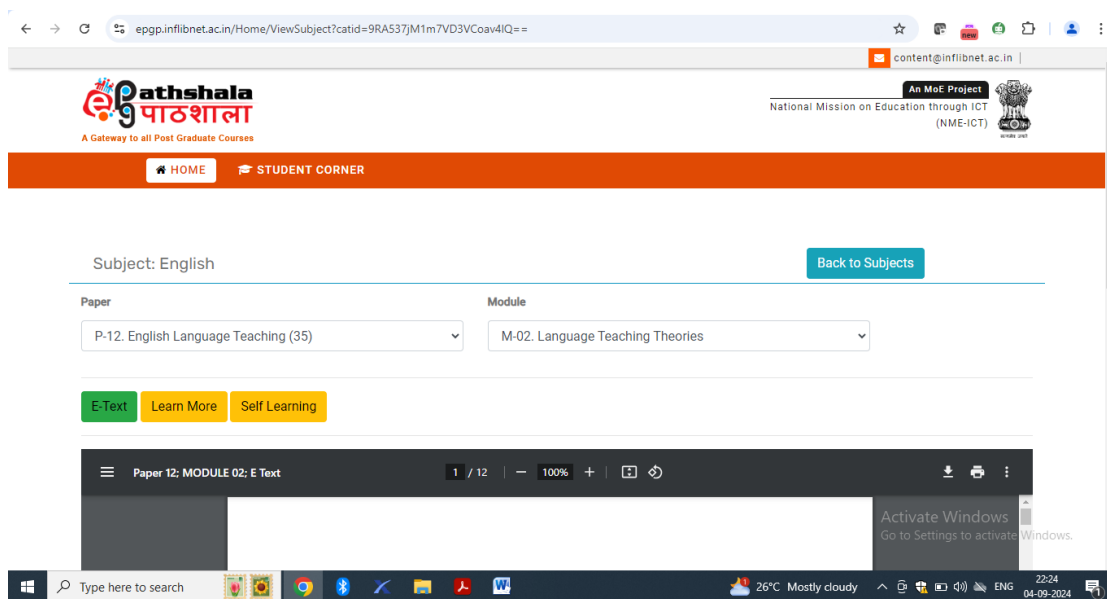 epgp.inflibnet.ac.in/Home/ViewSubject?catid=9RA537jM1m7VD3VCoav4lQ==
new
content@inflibnet.ac.in |
athshala
पाठशाला
A Gateway to all Post Graduate Courses
An MoE Project
National Mission on Education through ICT
(NME-ICT)
HOME
STUDENT CORNER
Subject: English
Back to Subjects
Paper
Module
P-12. English Language Teaching (35)
M-02. Language Teaching Theories
E-Text
Learn More
Self Learning
Paper 12; MODULE 02; E Text
1 / 12
100%
Activate Windows
Go to Settings to activate Windows.
Type here to search
26°C Mostly cloudy
ENG
22:24
04-09-2024